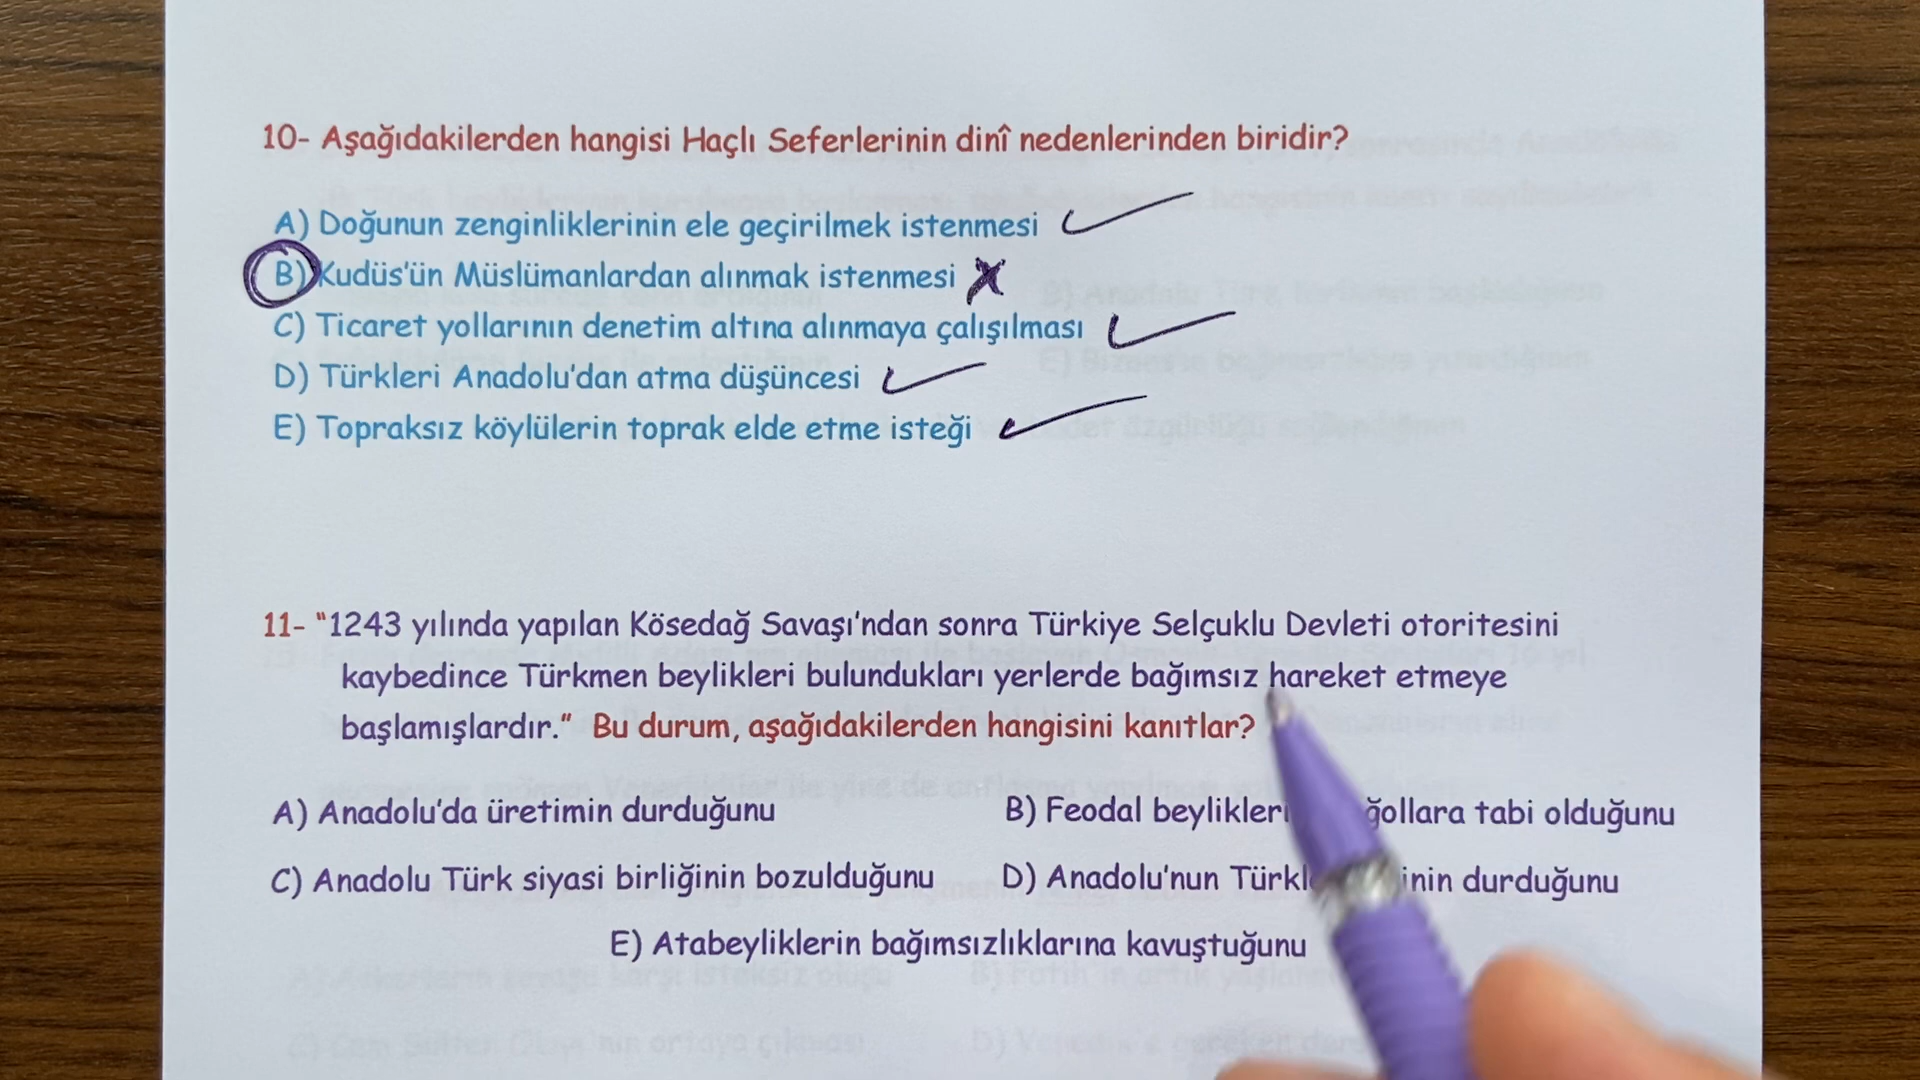 10- Aşağıdakilerden hangisi Haçlı Seferlerinin dinî nedenlerinden biridir?
A) Doğunun zenginliklerinin ele geçirilmek istenmesi
B) Kudüs'ün Müslümanlardan alınmak istenmesi
C) Ticaret yollarının denetim altına alınmaya çalışılması
D) Türkleri Anadolu'dan atma düşüncesi
E) Topraksız köylülerin toprak elde etme isteği
11- "1243 yılında yapılan Kösedağ Savaşı'ndan sonra Türkiye Selçuklu Devleti otoritesini
kaybedince Türkmen beylikleri bulundukları yerlerde bağımsız hareket etmeye
başlamışlardır." Bu durum, aşağıdakilerden hangisini kanıtlar?
A) Anadolu'da üretimin durduğunu B) Feodal tabi olduğunu
C) Anadolu Türk siyasi birliğinin bozulduğunu D) Anadolu'nun durduğunu
E) Atabeyliklerin bağımsızlıklarına kavuştuğunu